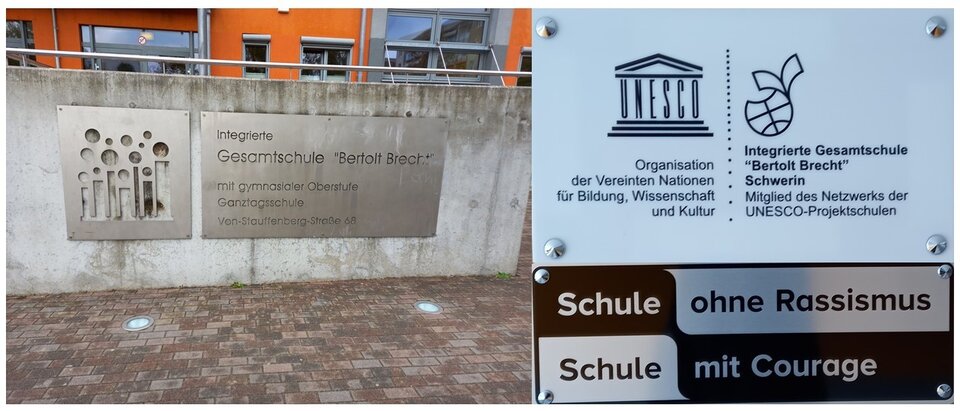 Integrierte
Gesamtschule "Bertolt Brecht"
mit gymnasialer Oberstufe
Ganztagsschule
Von-Stauffenberg-Straße 68
UNESCO
Organisation
der Vereinten Nationen
für Bildung, Wissenschaft
und Kultur
Integrierte Gesamtschule
"Bertolt Brecht"
Schwerin
Mitglied des Netzwerks der
UNESCO-Projektschulen
Schule ohne Rassismus
Schule mit Courage